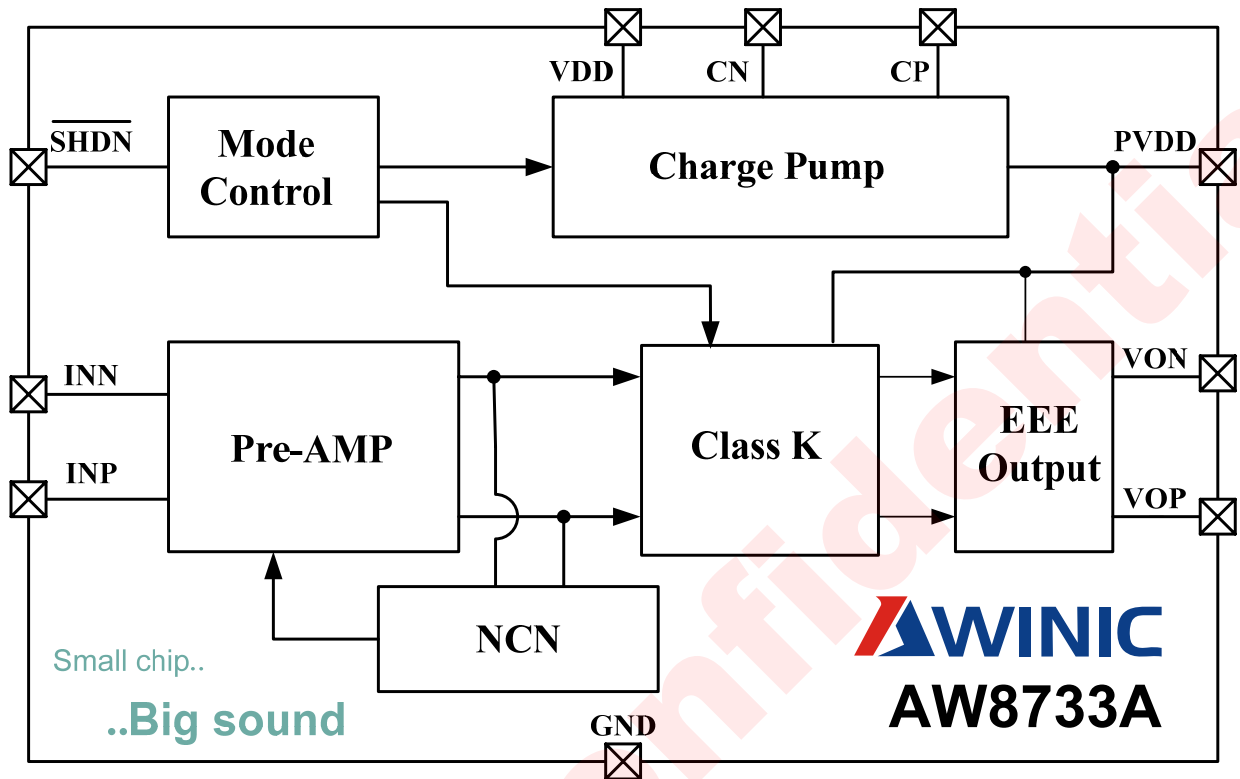 VDD
CN
CP
SHDN
Mode
Control
Charge Pump
PVDD
INN
INP
Pre-AMP
Class K
EEE
Output
VON
VOP
NCN
Small chip..
..Big sound
AWINIC
AW8733A
GND
onfidential